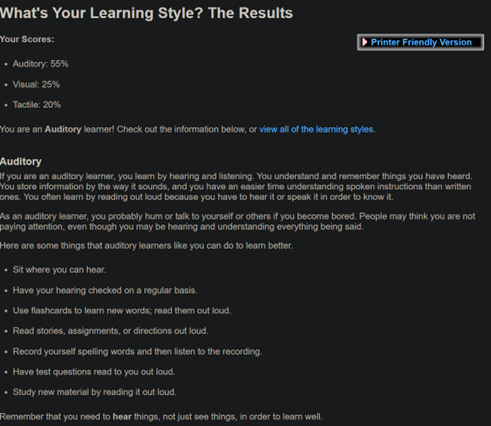 What's Your Learning Style? The Results
Your Scores:
Printer Friendly Version
• Auditory: 55%
• Visual: 25%
• Tactile: 20%
You are an Auditory learner! Check out the information below, or view all of the learning styles.
Auditory
If you are an auditory learner, you learn by hearing and listening. You understand and remember things you have heard.
You store information by the way it sounds, and you have an easier time understanding spoken instructions than written
ones. You often learn by reading out loud because you have to hear it or speak it in order to know it.
As an auditory learner, you probably hum or talk to yourself or others if you become bored. People may think you are not
paying attention, even though you may be hearing and understanding everything being said.
Here are some things that auditory learners like you can do to learn better.
• Sit where you can hear.
• Have your hearing checked on a regular basis.
• Use flashcards to learn new words; read them out loud.
• Read stories, assignments, or directions out loud.
• Record yourself spelling words and then listen to the recording.
• Have test questions read to you out loud.
• Study new material by reading it out loud.
Remember that you need to hear things, not just see things, in order to learn well.